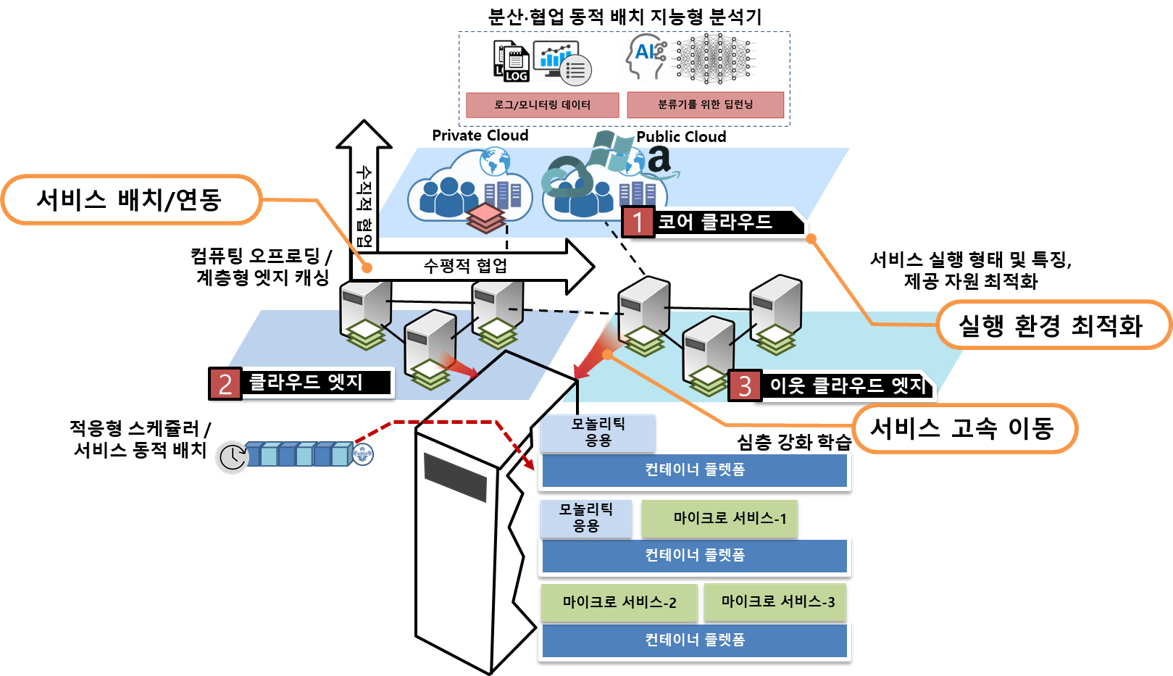 분산·협업 동적 배치 지능형 분석기
LOG
AI
로그/모니터링 데이터
분류기를 위한 딥런닝
Private Cloud
Public Cloud
a
수직적 협업
서비스 배치/연동
1 코어 클라우드
컴퓨팅 오프로딩 /
계층형 엣지 캐싱
수평적 협업
서비스 실행 형태 및 특징,
제공 자원 최적화
실행 환경 최적화
2 클라우드 엣지
3 이웃 클라우드 엣지
적응형 스케쥴러 /
서비스 동적 배치
서비스 고속 이동
심층 강화 학습
모놀리틱
응용
컨테이너 플렛폼
모놀리틱
응용
마이크로 서비스-1
컨테이너 플렛폼
마이크로 서비스-2
마이크로 서비스-3
컨테이너 플렛폼